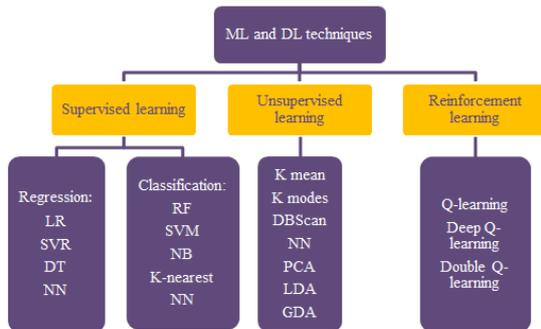 ML and DL techniques
Supervised learning
Unsupervised
learning
Reinforcement
learning
Regression:
LR
SVR
DT
NN
Classification:
RF
SVM
NB
K-nearest
NN
K mean
K modes
DBScan
NN
PCA
LDA
GDA
Q-learning
Deep Q-
learning
Double Q-
learning